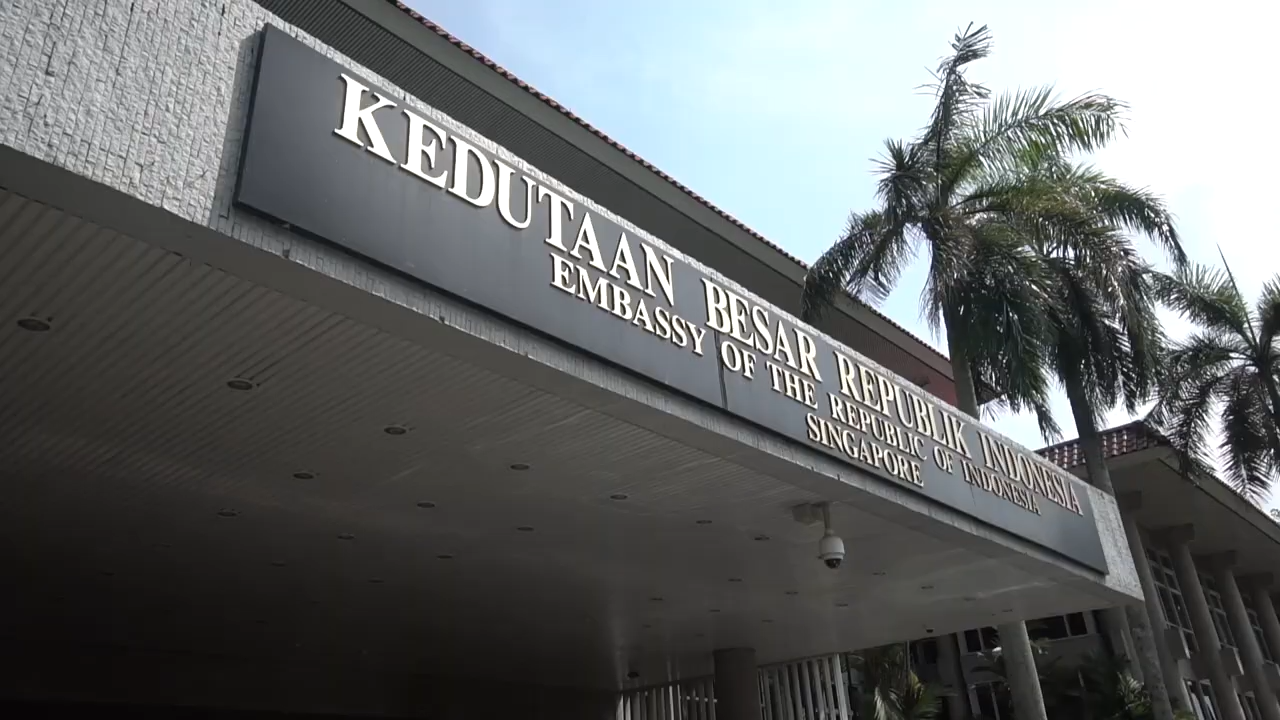 KEDUTAAN BESAR REPUBLIK INDONESIA
EMBASSY OF THE REPUBLIC OF INDONESIA
SINGAPORE